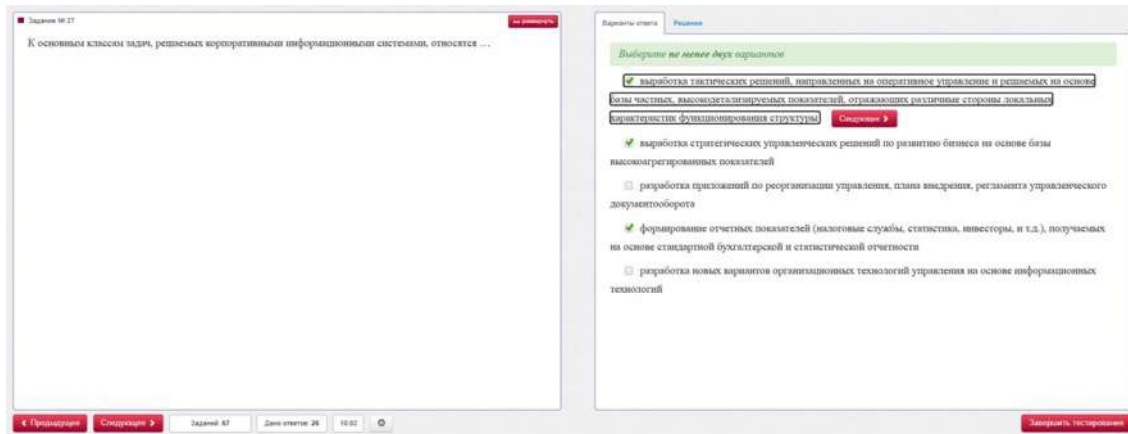 Задание № 27
развернуть
К основным классам задач, решаемых корпоративными информационными системами, относятся …
Варианты ответа
Решение
Выберите не менее двух вариантов
выработка тактических решений, направленных на оперативное управление и решаемых на основе
базы частных, высокодетализируемых показателей, отражающих различные стороны локальных
характеристик функционирования структуры
Следующее
выработка стратегических управленческих решений по развитию бизнеса на основе базы
высокоагрегированных показателей
разработка приложений по реорганизации управления, плана внедрения, регламента управленческого
документооборота
формирование отчетных показателей (налоговые службы, статистика, инвесторы, и т.д.), получаемых
на основе стандартной бухгалтерской и статистической отчетности
разработка новых вариантов организационных технологий управления на основе информационных
технологий
Предыдущее
Следующее
Заданий: 67
Дано ответов: 26
10:02
Завершить тестирование